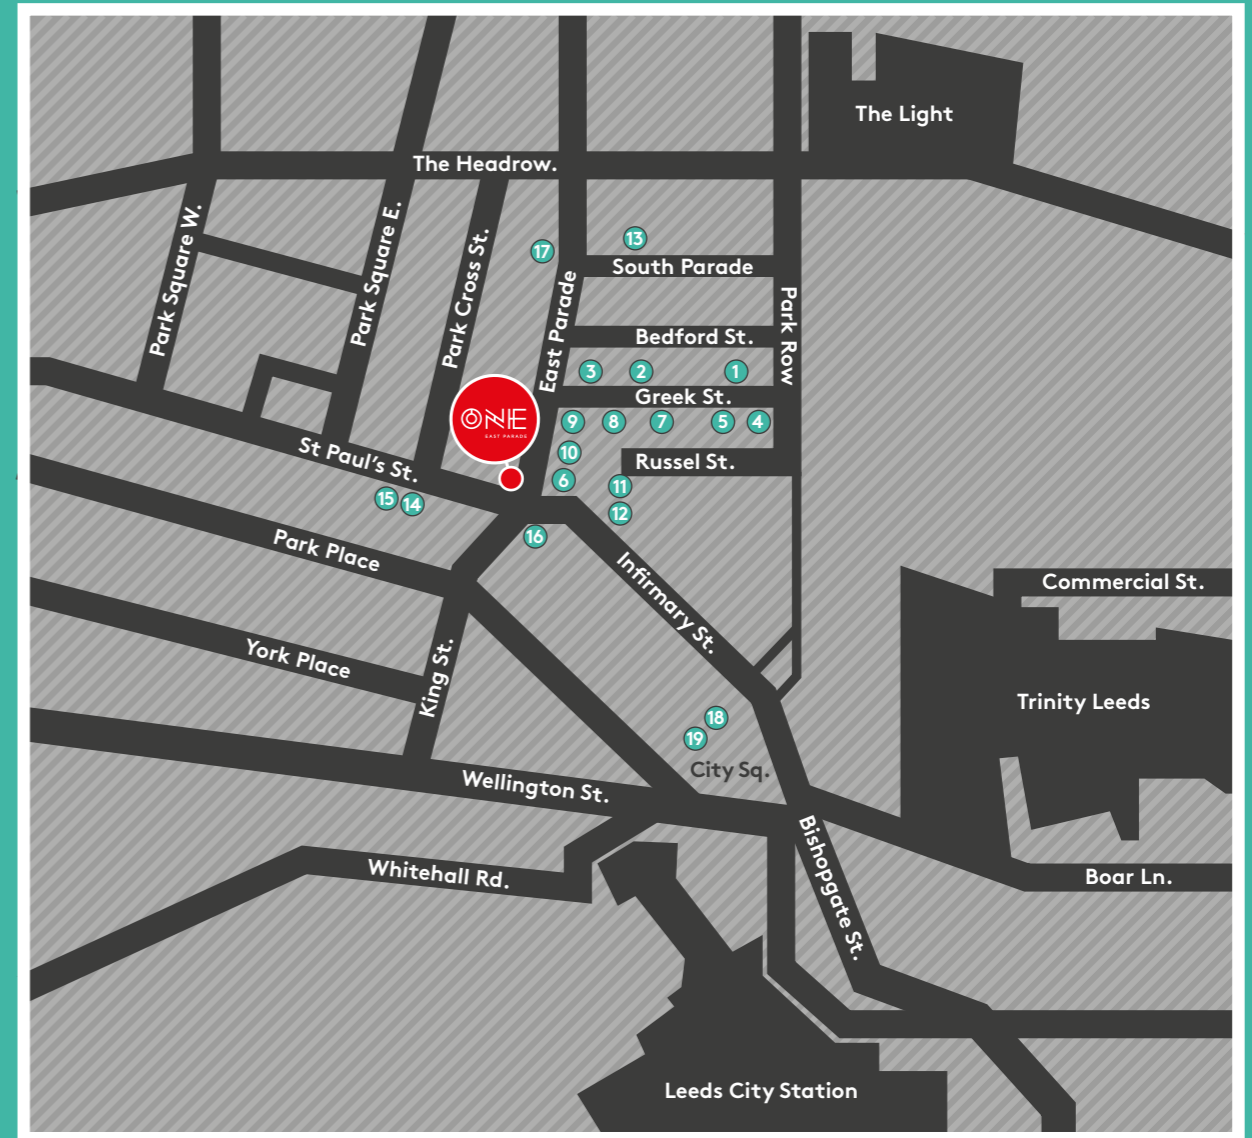 The Light
The Headrow.
Park Square W.
Park Square E.
Park Cross St.
17
13
South Parade
East Parade
Park Row
Bedford St.
3
2
1
Greek St.
ONE
EAST PARADE
9
8
7
5
4
10
Russel St.
St Paul's St.
6
11
15
14
12
16
Park Place
Infirmary St.
Commercial St.
York Place
King St.
Trinity Leeds
18
19
City Sq.
Wellington St.
Bishopgate St.
Whitehall Rd.
Boar Ln.
Leeds City Station